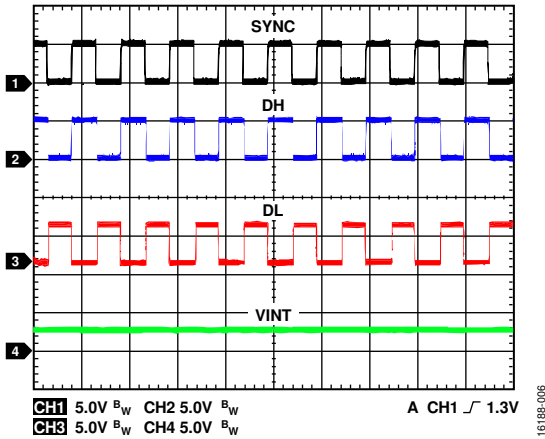 SYNC
1
DH
2
DL
3
VINT
4
CH1 5.0V BW CH2 5.0V BW A CH1 1.3V
CH3 5.0V BW CH4 5.0V BW
16188-006